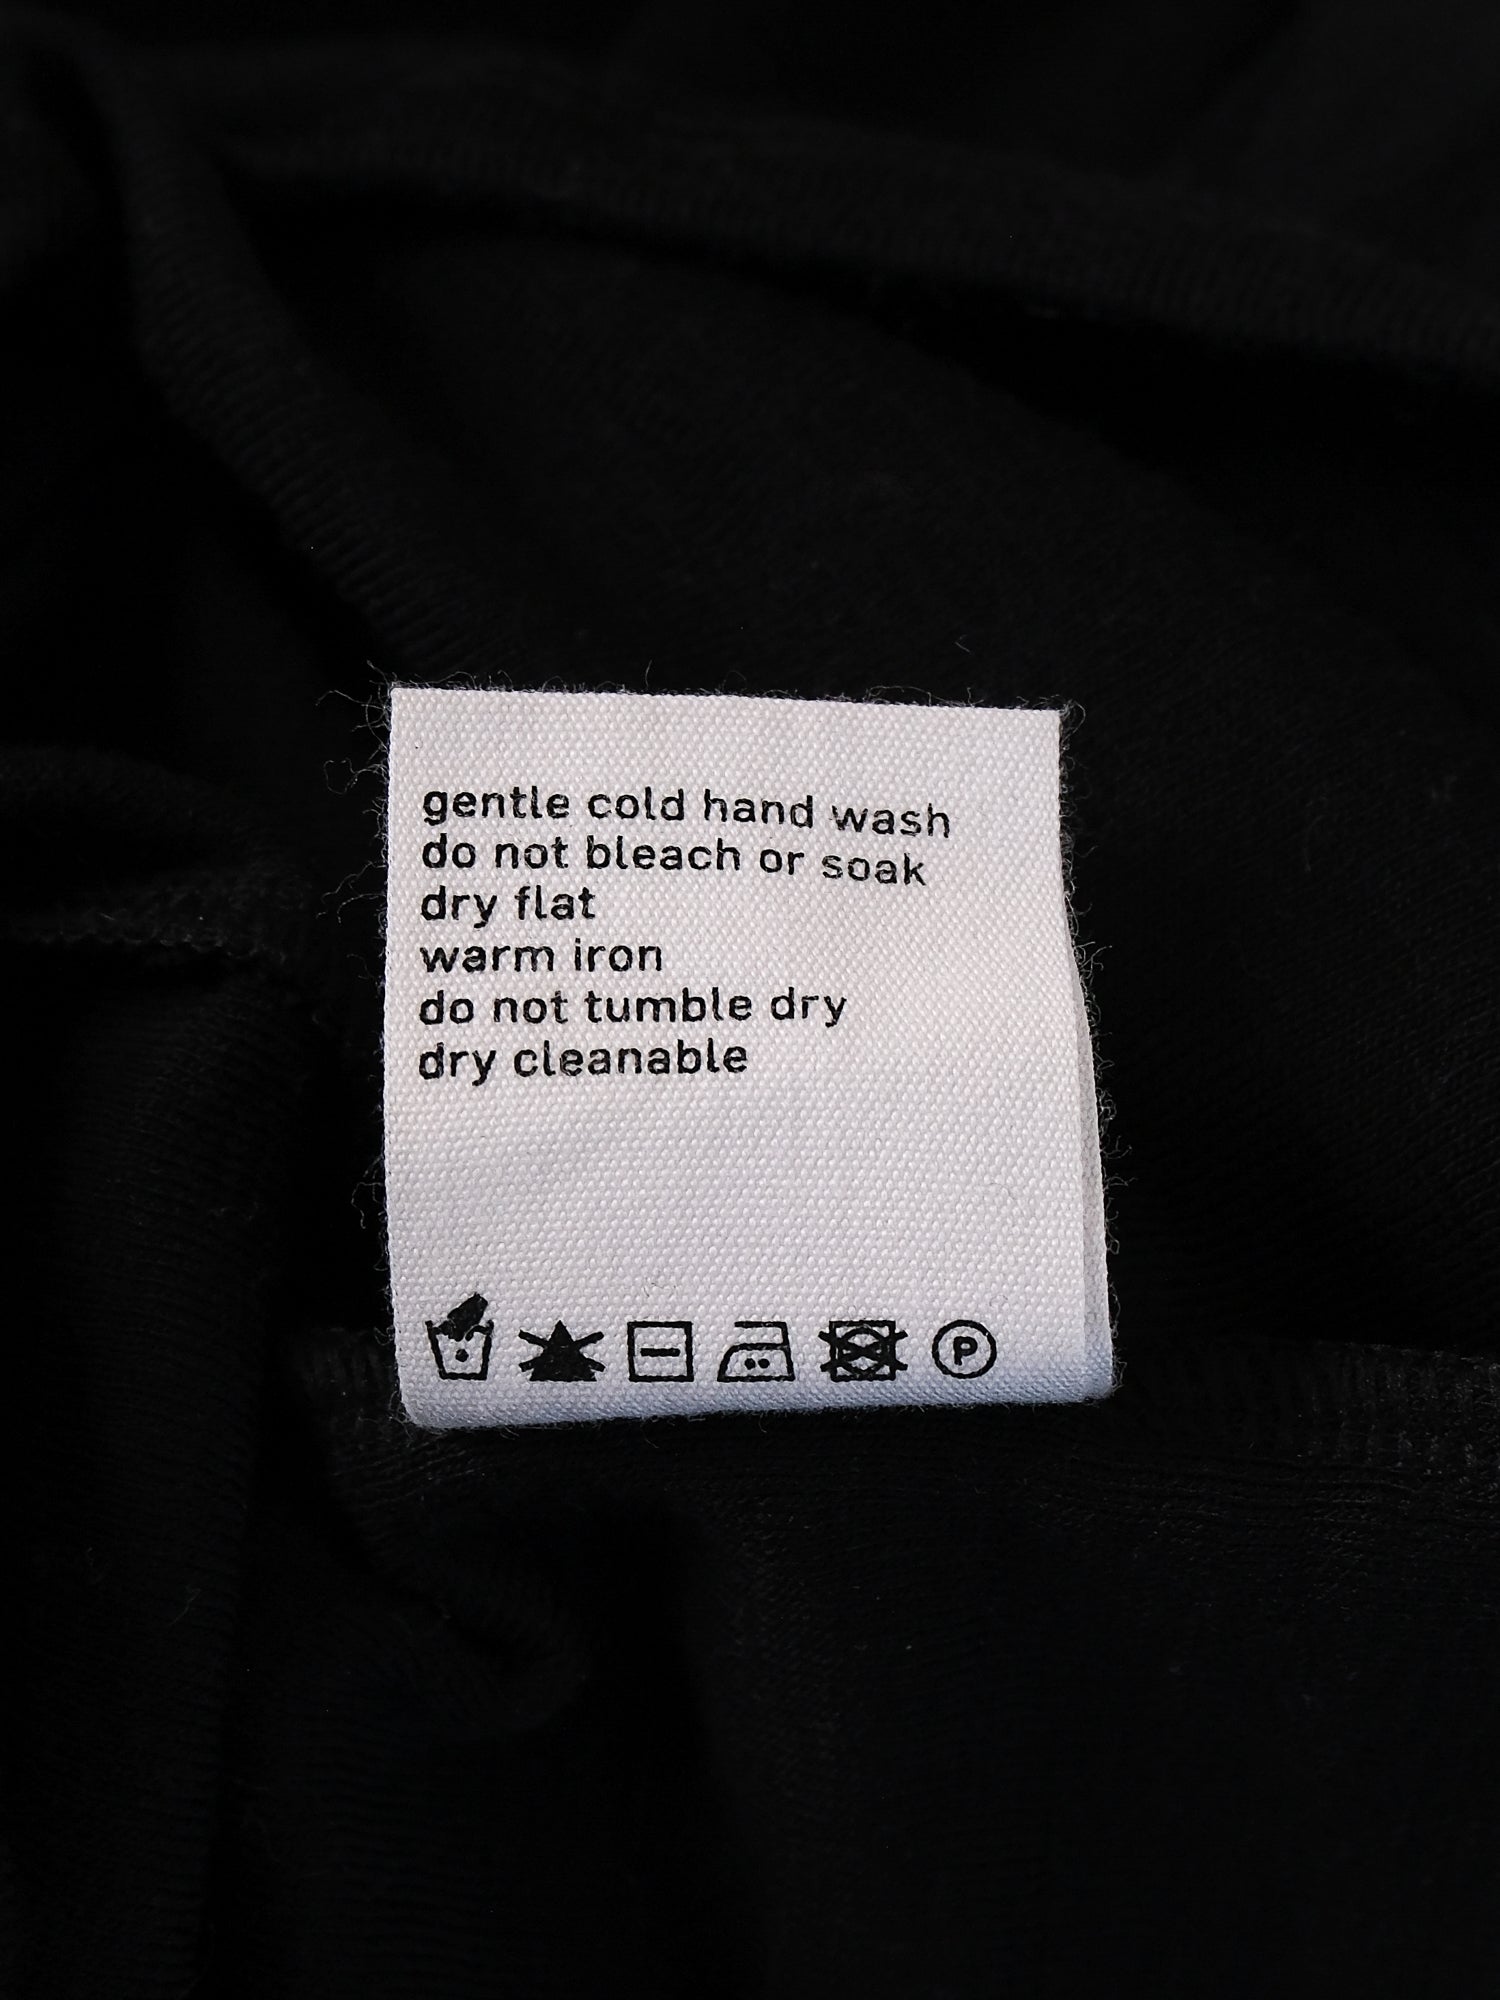 gentle cold hand wash
do not bleach or soak
dry flat
warm iron
do not tumble dry
dry cleanable
P